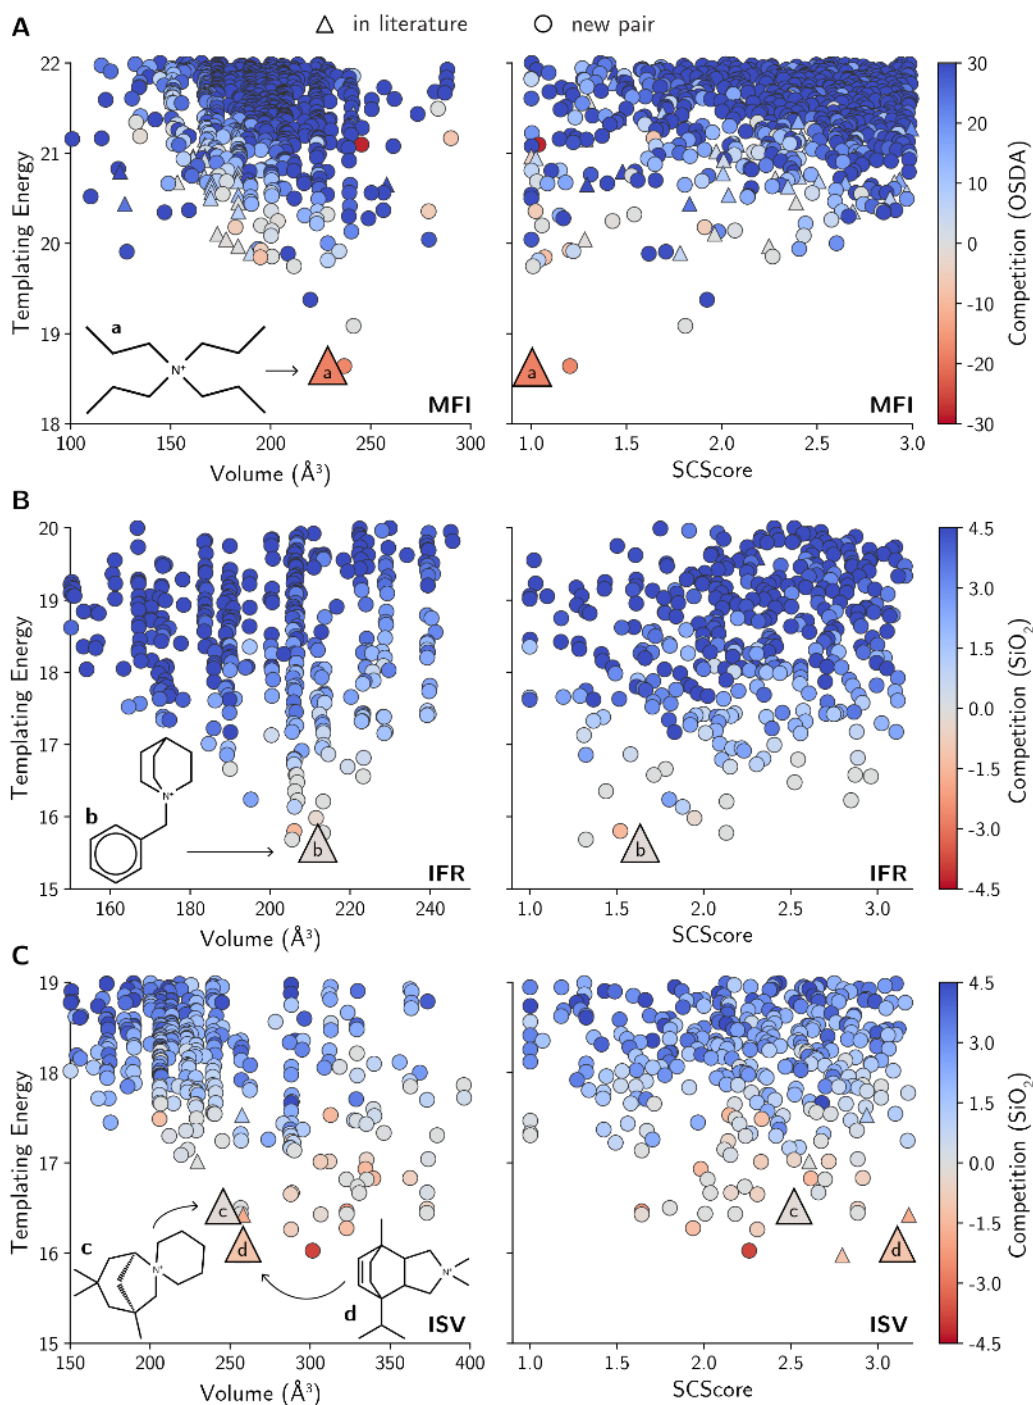 A
in literature
new pair
Templating Energy
22
21
20
19
18
100
150
200
250
300
Volume (Å³)
a
N⁺
a
MFI
1.0
1.5
2.0
2.5
3.0
SCScore
a
MFI
30
20
10
0
-10
-20
-30
Competition (OSDA)
B
Templating Energy
20
19
18
17
16
15
160
180
200
220
240
Volume (Å³)
b
N⁺
b
IFR
1.0
1.5
2.0
2.5
3.0
SCScore
b
IFR
4.5
3.0
1.5
0.0
-1.5
-3.0
-4.5
Competition (SiO₂)
C
Templating Energy
19
18
17
16
15
150
200
250
300
350
400
Volume (Å³)
c
N⁺
c
d
d
N⁺
ISV
1.0
1.5
2.0
2.5
3.0
SCScore
c
d
ISV
4.5
3.0
1.5
0.0
-1.5
-3.0
-4.5
Competition (SiO₂)